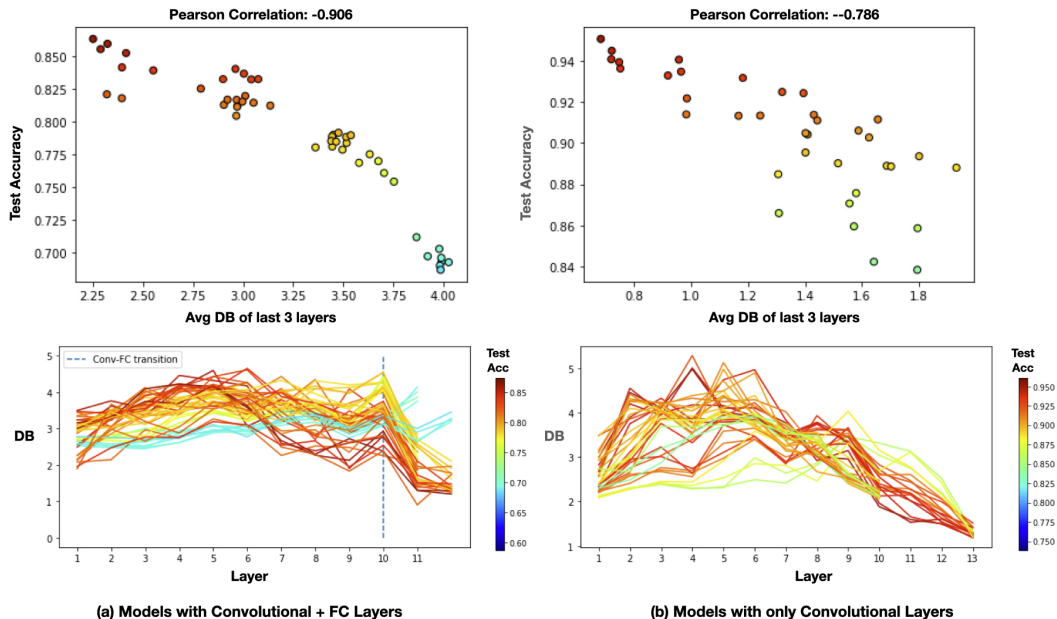 Pearson Correlation: -0.906
0.850
0.825
0.800
0.775
0.750
0.725
0.700
Test Accuracy
2.25 2.50 2.75 3.00 3.25 3.50 3.75 4.00
Avg DB of last 3 layers
Pearson Correlation: --0.786
0.94
0.92
0.90
0.88
0.86
0.84
Test Accuracy
0.8 1.0 1.2 1.4 1.6 1.8
Avg DB of last 3 layers
Conv-FC transition
5
4
3
2
1
0
DB
1 2 3 4 5 6 7 8 9 10 11
Layer
Test
Acc
0.85
0.80
0.75
0.70
0.65
0.60
5
4
3
2
1
DB
1 2 3 4 5 6 7 8 9 10 11 12 13
Layer
Test
Acc
0.950
0.925
0.900
0.875
0.850
0.825
0.800
0.775
0.750
(a) Models with Convolutional + FC Layers
(b) Models with only Convolutional Layers